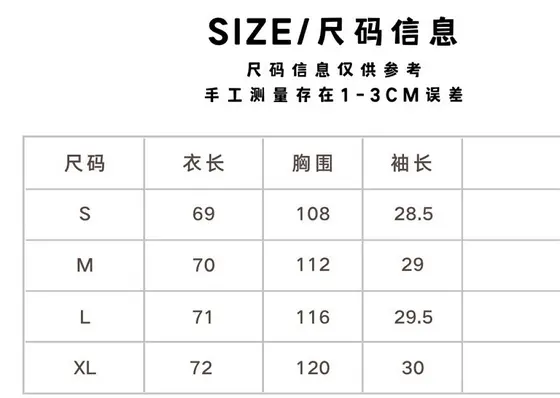 SIZE/尺码信息
尺码信息仅供参考
手工测量存在1-3CM误差
尺码 衣长 胸围 袖长
S 69 108 28.5
M 70 112 29
L 71 116 29.5
XL 72 120 30